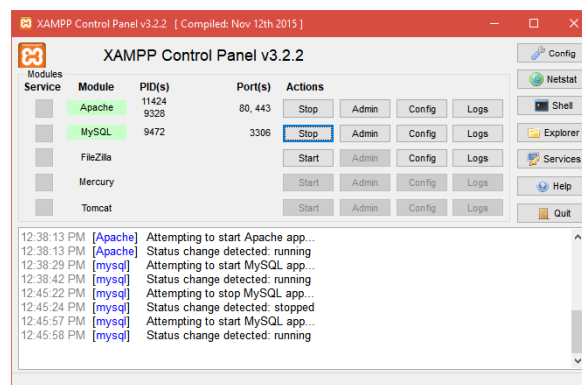 XAMPP Control Panel v3.2.2 [ Compiled: Nov 12th 2015 ]
XAMPP Control Panel v3.2.2
Config
Modules
Service Module PID(s) Port(s) Actions
Netstat
Apache 11424 9328 80, 443 Stop Admin Config Logs
Shell
MySQL 9472 3306 Stop Admin Config Logs
Explorer
FileZilla Start Admin Config Logs
Services
Mercury Start Admin Config Logs
Help
Tomcat Start Admin Config Logs
Quit
12:38:13 PM [Apache] Attempting to start Apache app...
12:38:13 PM [Apache] Status change detected: running
12:38:29 PM [mysql] Attempting to start MySQL app...
12:38:42 PM [mysql] Status change detected: running
12:45:22 PM [mysql] Attempting to stop MySQL app...
12:45:24 PM [mysql] Status change detected: stopped
12:45:57 PM [mysql] Attempting to start MySQL app...
12:45:58 PM [mysql] Status change detected: running